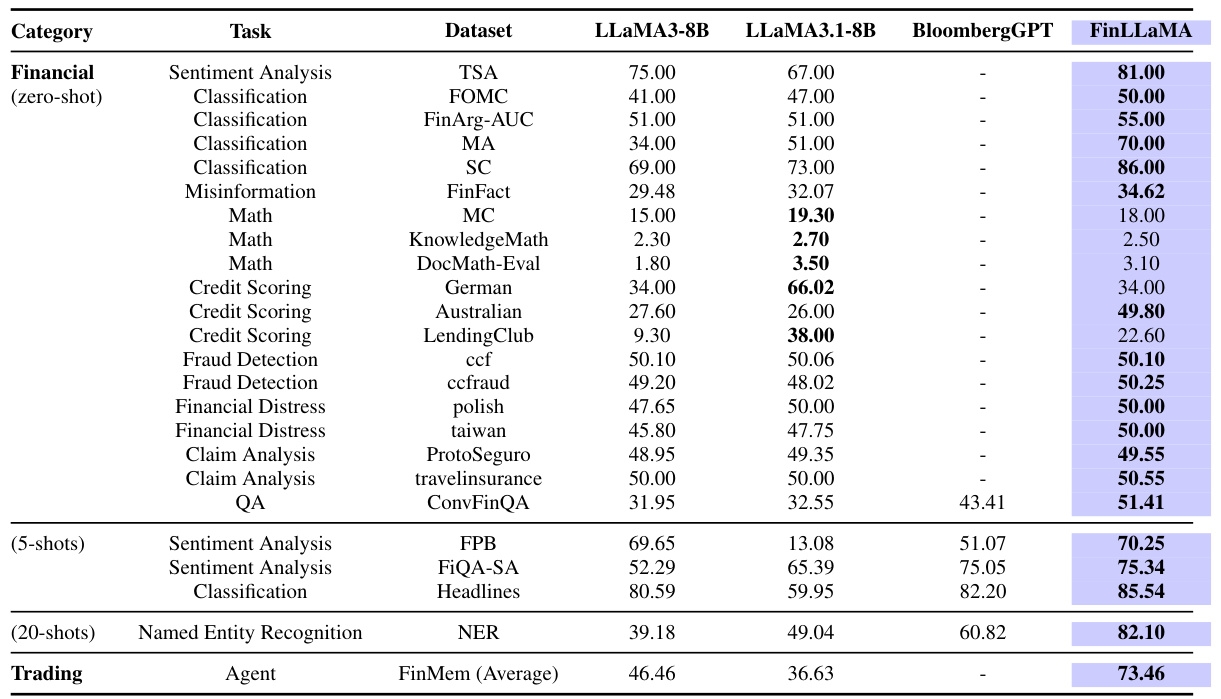 Category Task Dataset LLaMA3-8B LLaMA3.1-8B BloombergGPT FinLLaMA
Financial Sentiment Analysis TSA 75.00 67.00 - 81.00
(zero-shot) Classification FOMC 41.00 47.00 - 50.00
Classification FinArg-AUC 51.00 51.00 - 55.00
Classification MA 34.00 51.00 - 70.00
Classification SC 69.00 73.00 - 86.00
Misinformation FinFact 29.48 32.07 - 34.62
Math MC 15.00 19.30 - 18.00
Math KnowledgeMath 2.30 2.70 - 2.50
Math DocMath-Eval 1.80 3.50 - 3.10
Credit Scoring German 34.00 66.02 - 34.00
Credit Scoring Australian 27.60 26.00 - 49.80
Credit Scoring LendingClub 9.30 38.00 - 22.60
Fraud Detection ccf 50.10 50.06 - 50.10
Fraud Detection ccfraud 49.20 48.02 - 50.25
Financial Distress polish 47.65 50.00 - 50.00
Financial Distress taiwan 45.80 47.75 - 50.00
Claim Analysis ProtoSeguro 48.95 49.35 - 49.55
Claim Analysis travelinsurance 50.00 50.00 - 50.55
QA ConvFinQA 31.95 32.55 43.41 51.41
(5-shots) Sentiment Analysis FPB 69.65 13.08 51.07 70.25
Sentiment Analysis FiQA-SA 52.29 65.39 75.05 75.34
Classification Headlines 80.59 59.95 82.20 85.54
(20-shots) Named Entity Recognition NER 39.18 49.04 60.82 82.10
Trading Agent FinMem (Average) 46.46 36.63 - 73.46